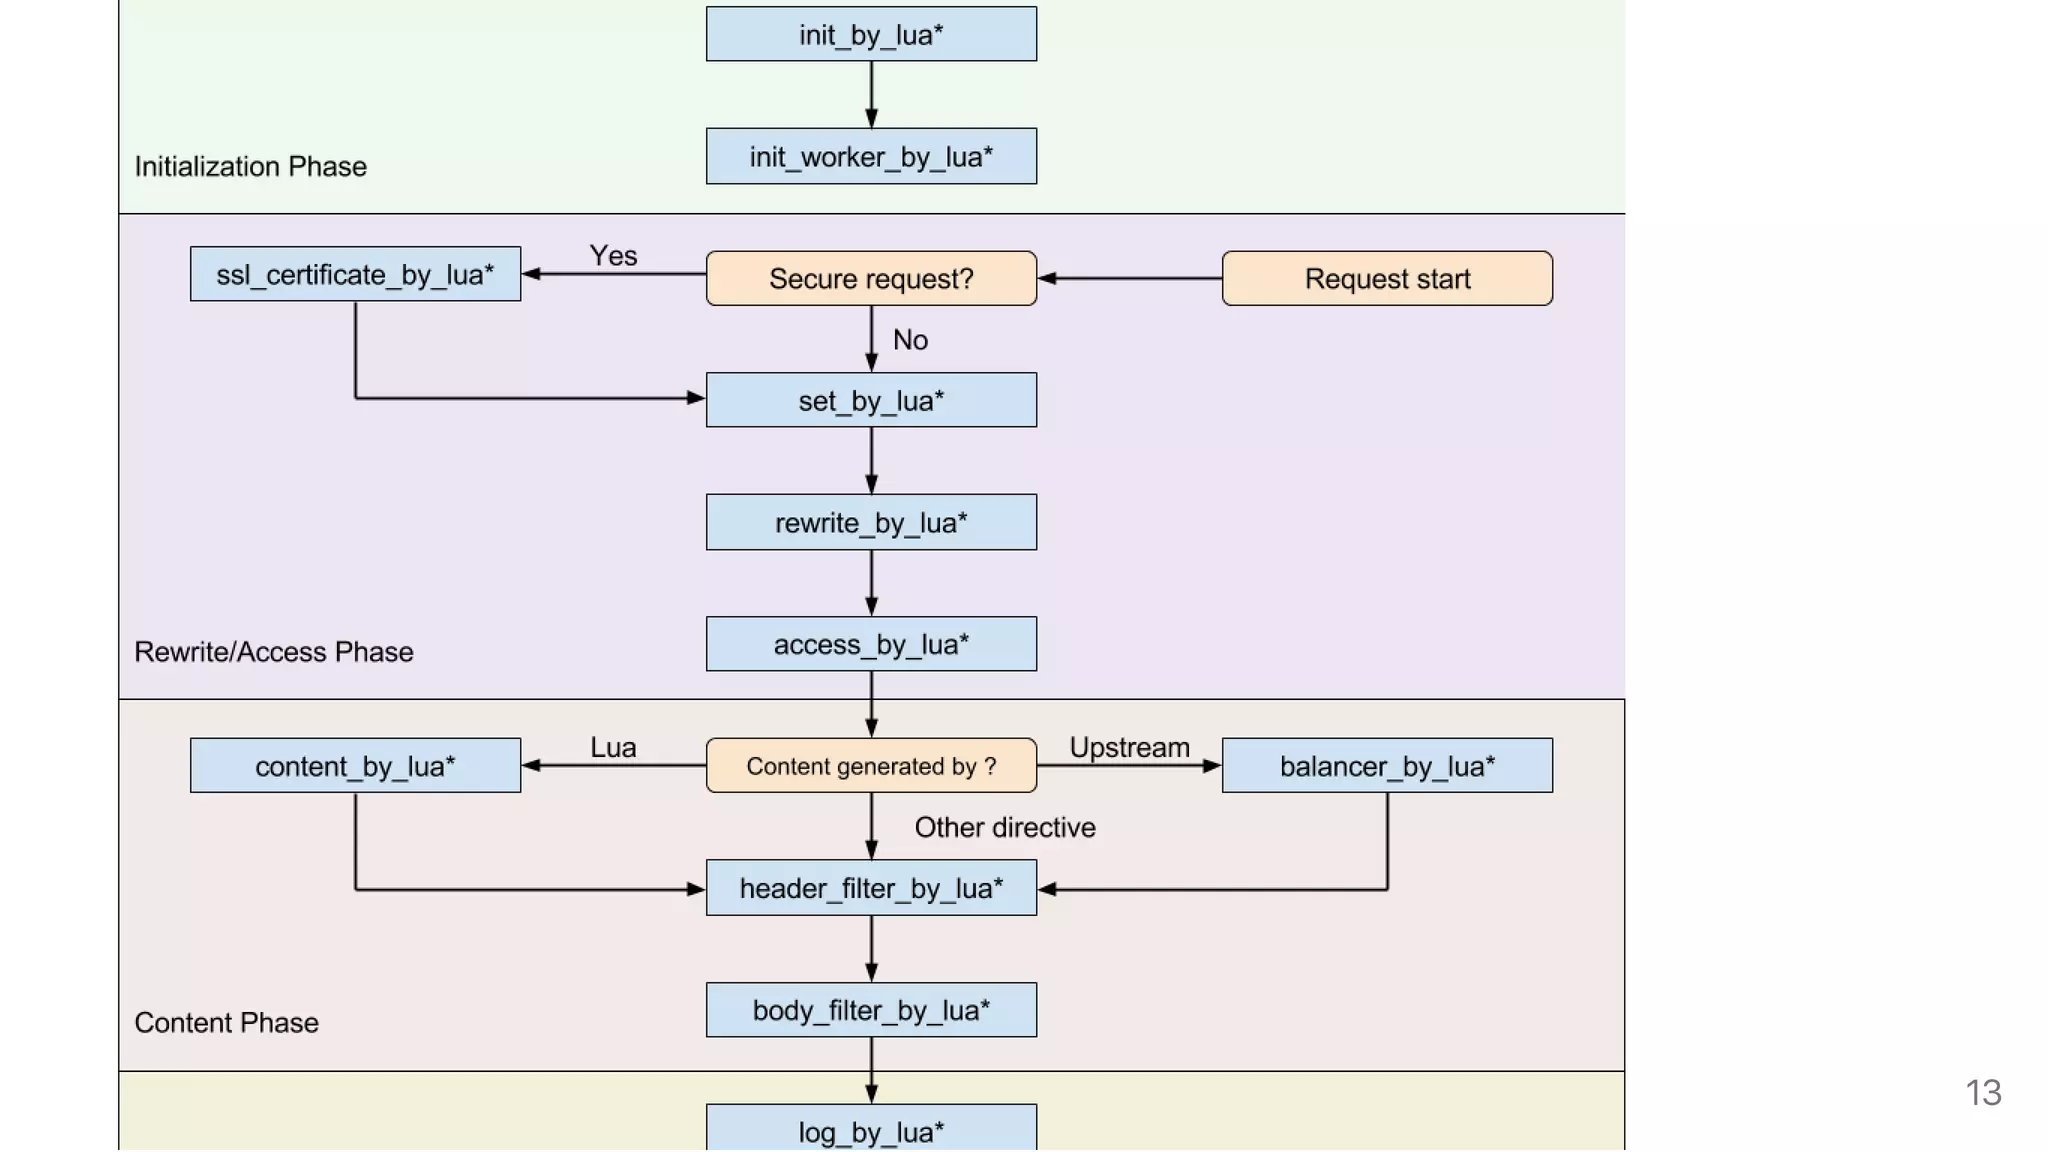 init_by_lua*
init_worker_by_lua*
Initialization Phase
ssl_certificate_by_lua*
Yes
Secure request?
Request start
No
set_by_lua*
rewrite_by_lua*
access_by_lua*
Rewrite/Access Phase
content_by_lua*
Lua
Content generated by ?
Upstream
balancer_by_lua*
Other directive
header_filter_by_lua*
body_filter_by_lua*
Content Phase
log_by_lua*
13